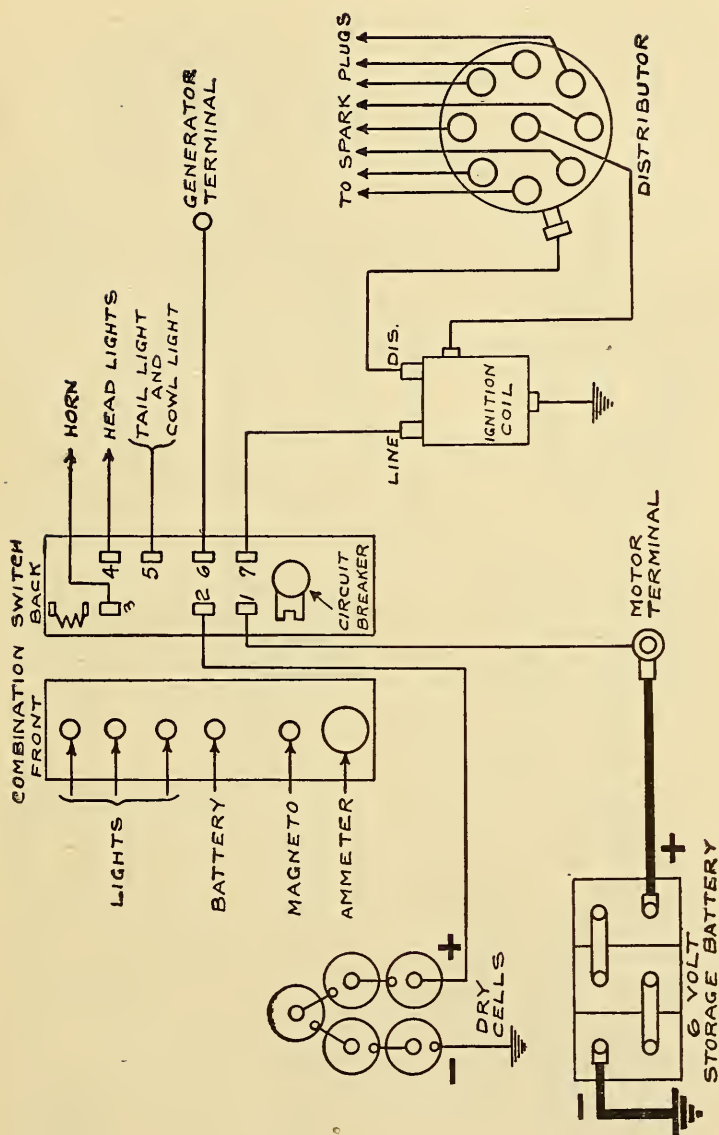 COMBINATION SWITCH
FRONT
BACK
LIGHTS
BATTERY
MAGNETO
AMMETER
3
4
5
2
6
1
7
CIRCUIT
BREAKER
HORN
HEAD LIGHTS
TAIL LIGHT
AND
COWL LIGHT
GENERATOR
TERMINAL
+
-
DRY
CELLS
LINE
DIS.
IGNITION
COIL
TO SPARK PLUGS
DISTRIBUTOR
MOTOR
TERMINAL
-
+
6 VOLT
STORAGE BATTERY